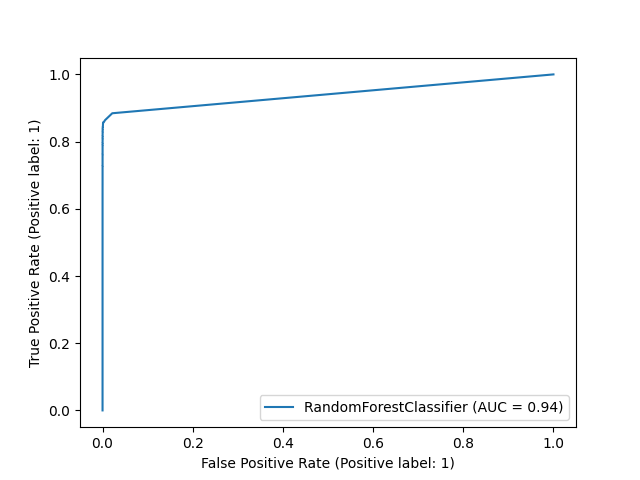 1.0
0.8
0.6
0.4
0.2
0.0
True Positive Rate (Positive label: 1)
RandomForestClassifier (AUC = 0.94)
0.0 0.2 0.4 0.6 0.8 1.0
False Positive Rate (Positive label: 1)